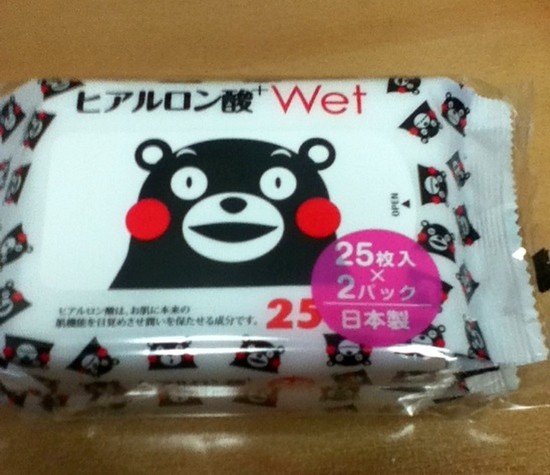 ヒアルロン酸+Wet
OPEN
25枚入
×
2パック
日本製
ヒアルロン酸は、お肌に本来の
肌機能を目覚めさせ潤いを保たせる成分です。
25